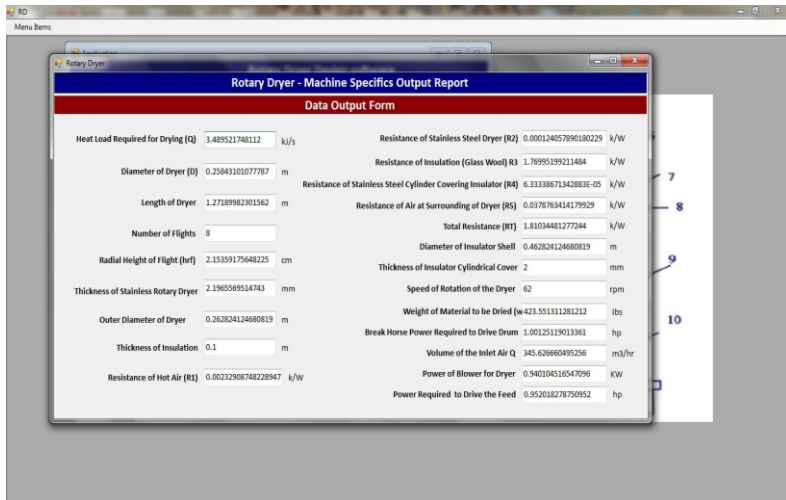 RD
Menu Items
Application
Rotary Dryer
Rotary Dryer - Machine Specifics Output Report
Data Output Form
Heat Load Required for Drying (Q) 3.489521748112 kJ/s
Diameter of Dryer (D) 0.25843101077787 m
Length of Dryer 1.27189982301562 m
Number of Flights 8
Radial Height of Flight (hrf) 2.15359175648225 cm
Thickness of Stainless Rotary Dryer 2.1965569514743 mm
Outer Diameter of Dryer 0.262824124680819 m
Thickness of Insulation 0.1 m
Resistance of Hot Air (R1) 0.00232908748228947 k/W
Resistance of Stainless Steel Dryer (R2) 0.000124057890180229 k/W
Resistance of Insulation (Glass Wool) R3 1.76995199211484 k/W
Resistance of Stainless Steel Cylinder Covering Insulator (R4) 6.33338671342883E-05 k/W
Resistance of Air at Surrounding of Dryer (R5) 0.0378763414179929 k/W
Total Resistance (RT) 1.81034481277244 k/W
Diameter of Insulator Shell 0.462824124680819 m
Thickness of Insulator Cylindrical Cover 2 mm
Speed of Rotation of the Dryer 62 rpm
Weight of Material to be Dried (w 423.551311281212 Ibs
Break Horse Power Required to Drive Drum 1.00125119013361 hp
Volume of the Inlet Air Q 345.626660495256 m3/hr
Power of Blower for Dryer 0.940104516547096 KW
Power Required to Drive the Feed 0.952018278750952 hp
7
8
9
10